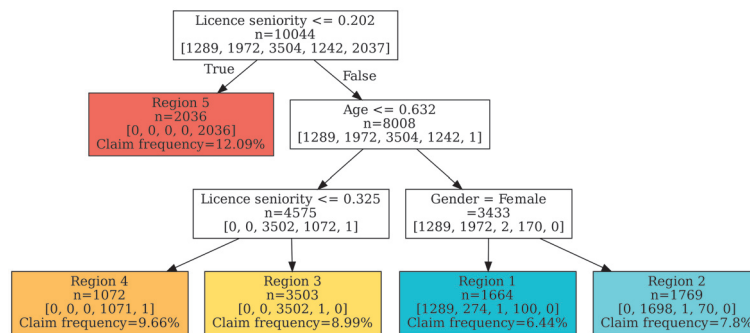 Licence seniority <= 0.202
n=10044
[1289, 1972, 3504, 1242, 2037]
True
False
Region 5
n=2036
[0, 0, 0, 0, 2036]
Claim frequency=12.09%
Age <= 0.632
n=8008
[1289, 1972, 3504, 1242, 1]
Licence seniority <= 0.325
n=4575
[0, 0, 3502, 1072, 1]
Gender = Female
=3433
[1289, 1972, 2, 170, 0]
Region 4
n=1072
[0, 0, 0, 1071, 1]
Claim frequency=9.66%
Region 3
n=3503
[0, 0, 3502, 1, 0]
Claim frequency=8.99%
Region 1
n=1664
[1289, 274, 1, 100, 0]
Claim frequency=6.44%
Region 2
n=1769
[0, 1698, 1, 70, 0]
Claim frequency=7.8%